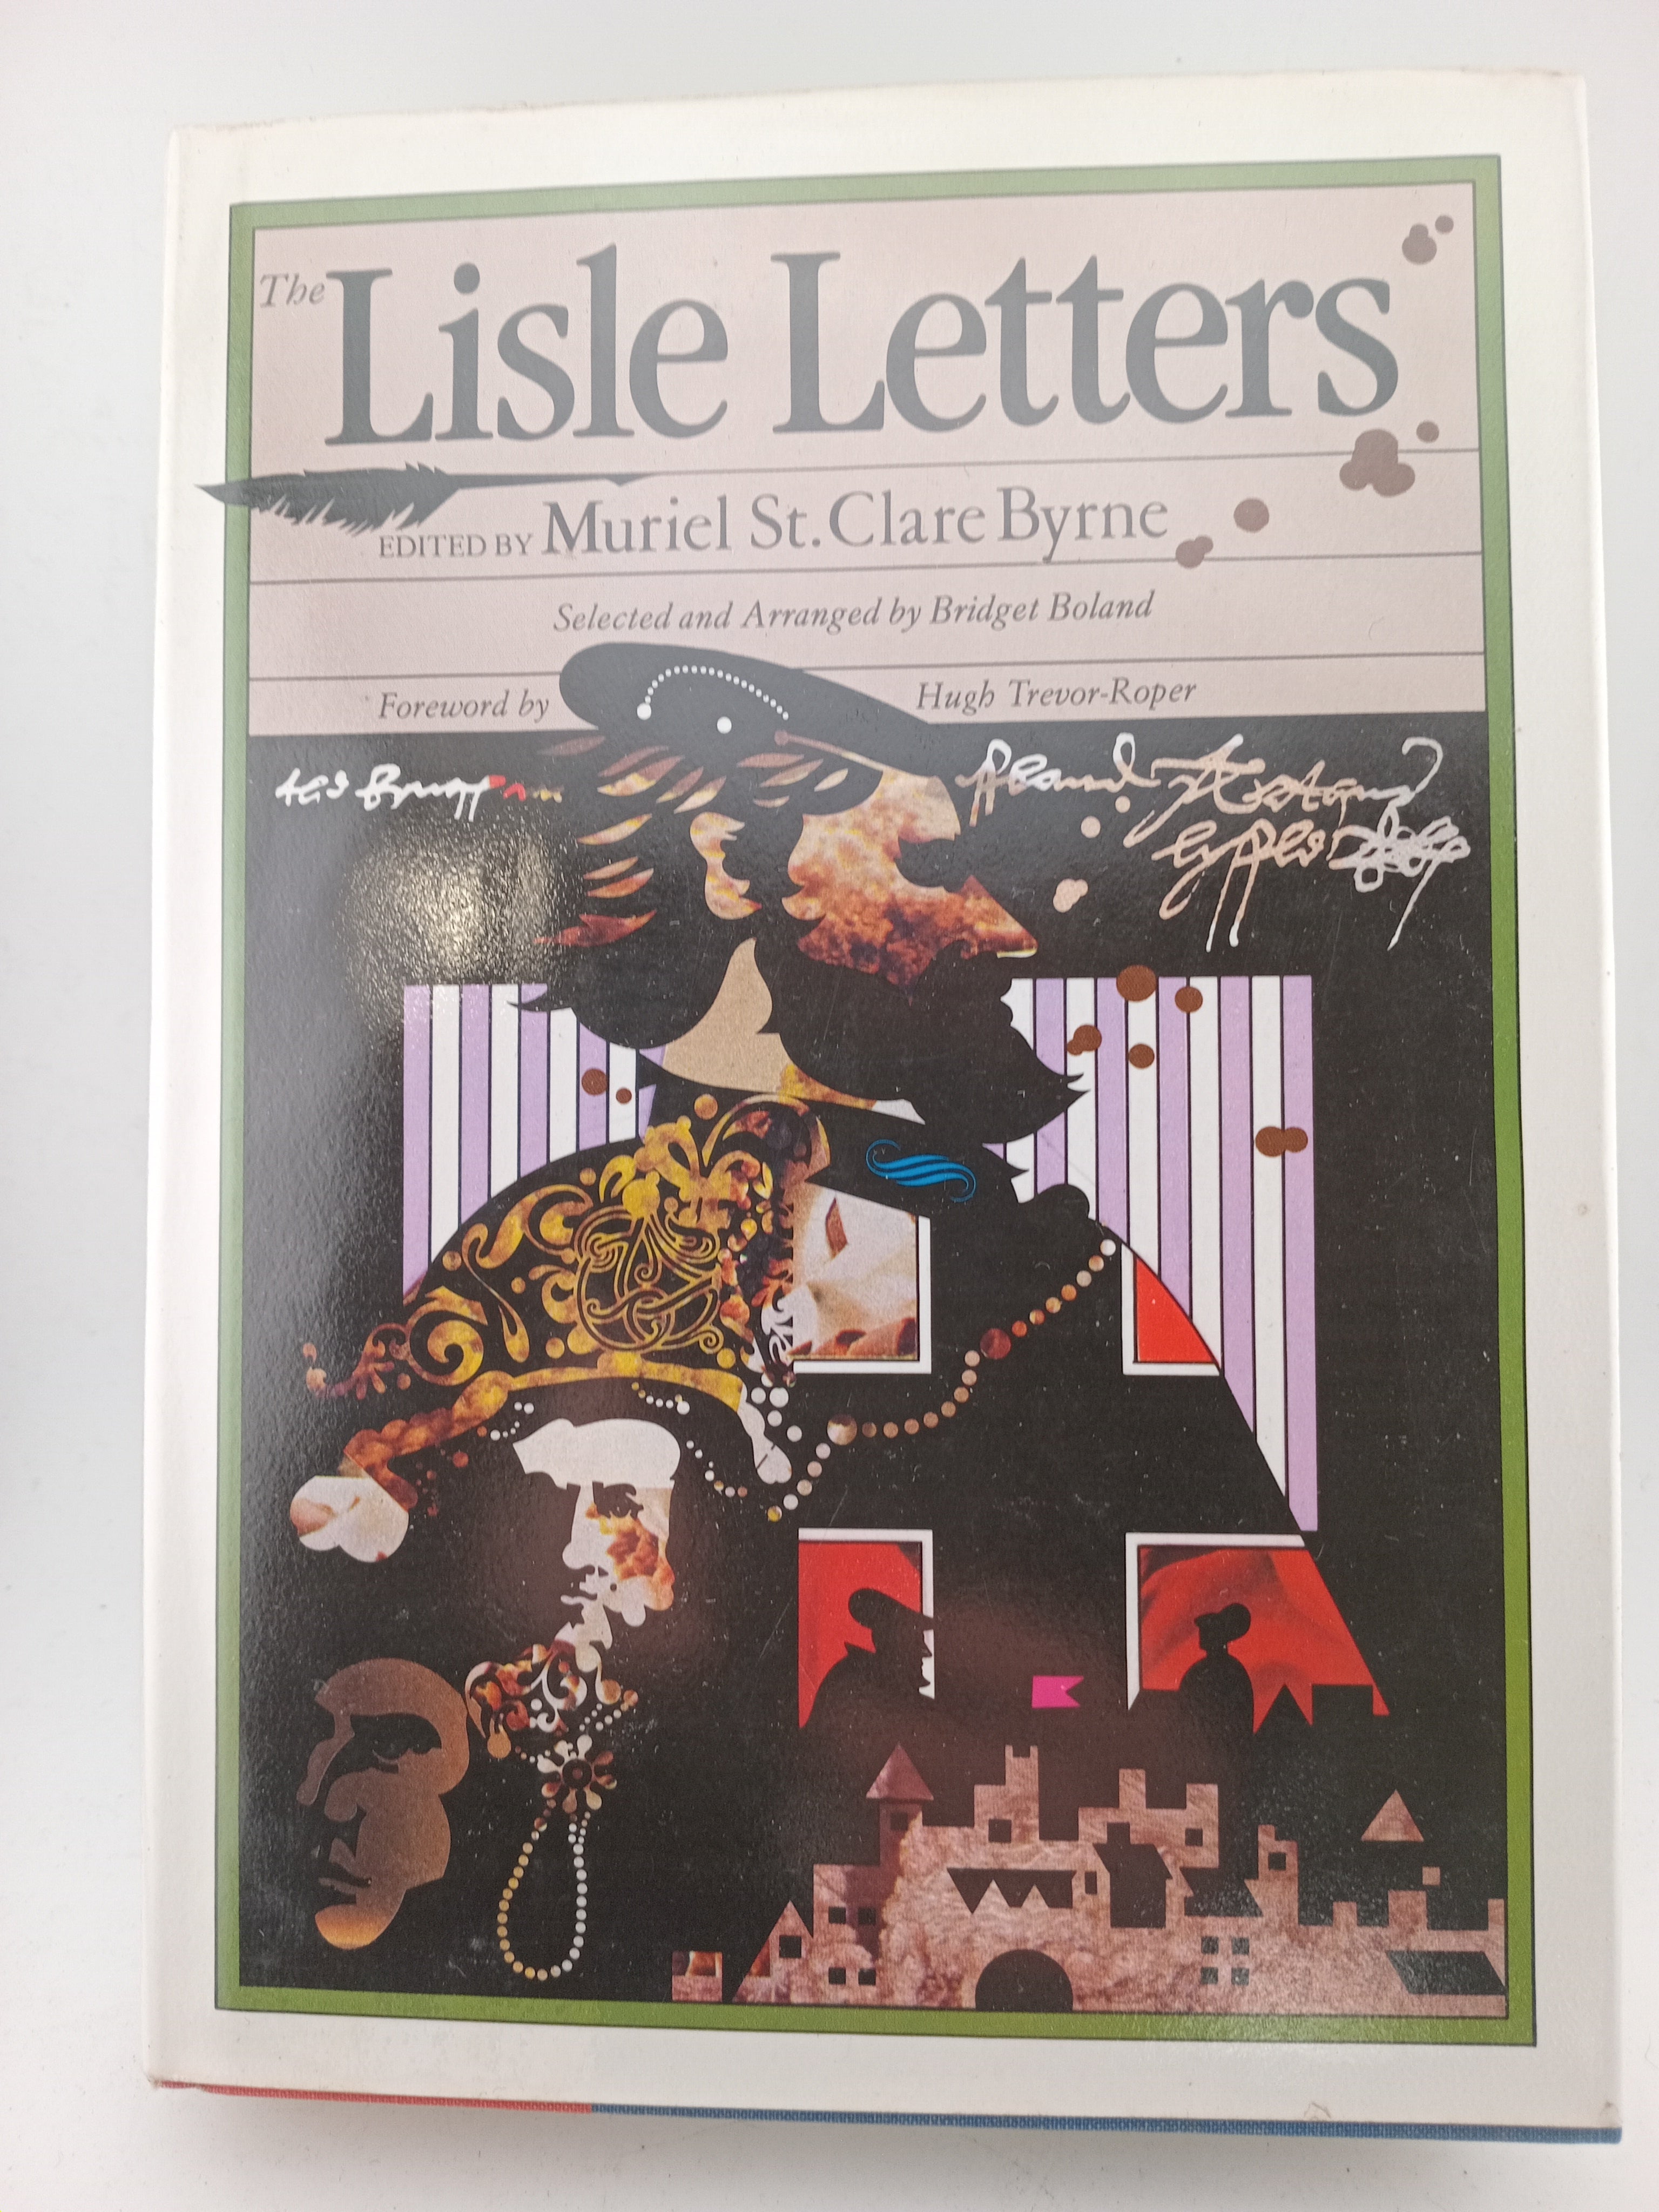 The Lisle Letters
EDITED BY Muriel St. Clare Byrne
Selected and Arranged by Bridget Boland
Foreword by Hugh Trevor-Roper